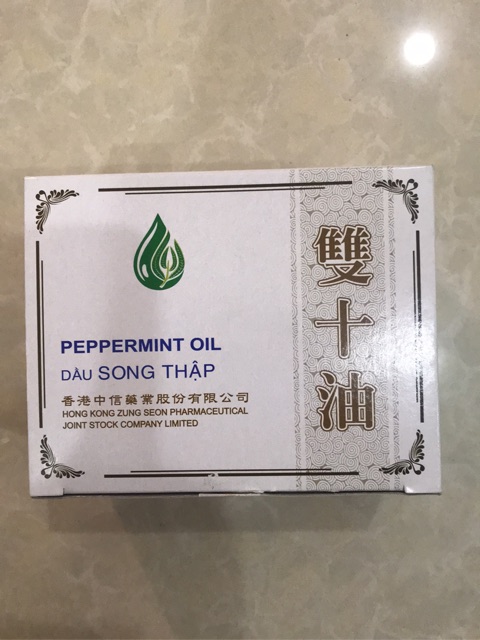 PEPPERMINT OIL
DẦU SONG THẬP
香港中信藥業股份有限公司
HONG KONG ZUNG SEON PHARMACEUTICAL
JOINT STOCK COMPANY LIMITED
雙十油